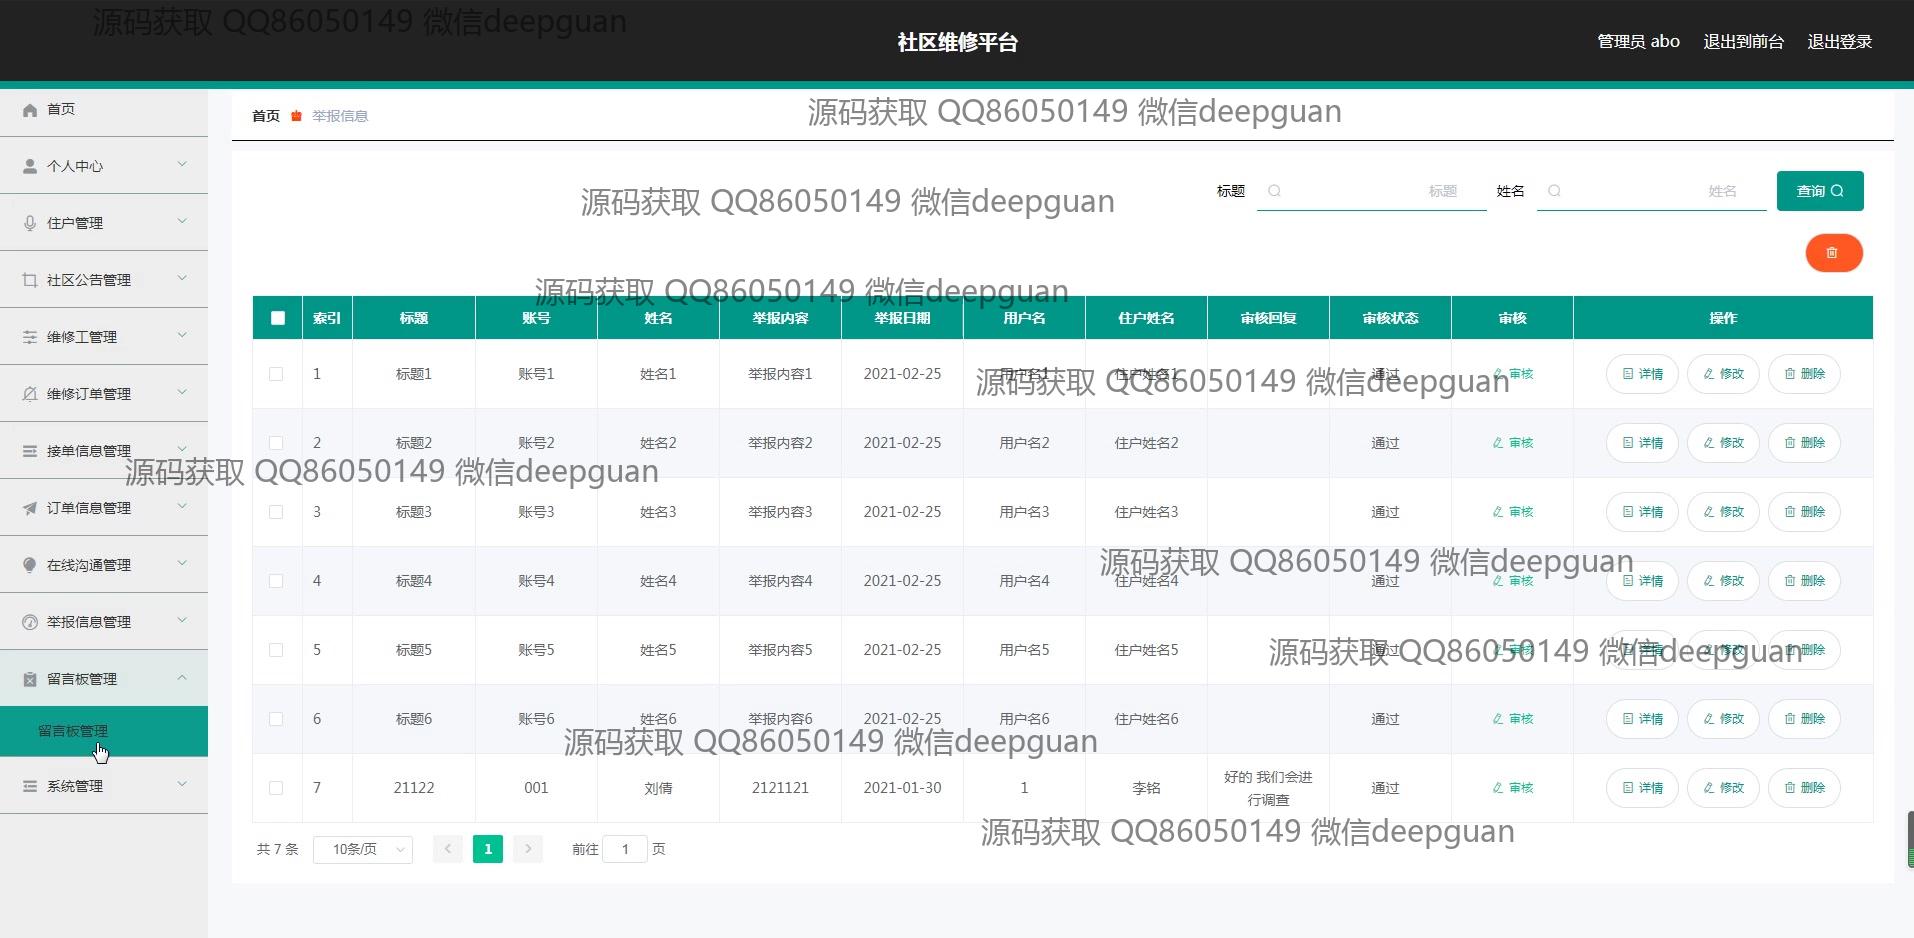 源码获取 QQ86050149 微信deepguan
社区维修平台
管理员 abo 退出到前台 退出登录
首页
个人中心
住户管理
社区公告管理
维修工管理
维修订单管理
接单信息管理
订单信息管理
在线沟通管理
举报信息管理
留言板管理
留言板管理
系统管理
首页 举报信息
源码获取 QQ86050149 微信deepguan
源码获取 QQ86050149 微信deepguan
标题 标题 姓名 姓名 查询
源码获取 QQ86050149 微信deepguan
索引 标题 账号 姓名 举报内容 举报日期 用户名 住户姓名 审核回复 审核状态 审核 操作
1 标题1 账号1 姓名1 举报内容1 2021-02-25 用户名1 住户姓名1 通过 审核 详情 修改 删除
源码获取 QQ86050149 微信deepguan
2 标题2 账号2 姓名2 举报内容2 2021-02-25 用户名2 住户姓名2 通过 审核 详情 修改 删除
源码获取 QQ86050149 微信deepguan
3 标题3 账号3 姓名3 举报内容3 2021-02-25 用户名3 住户姓名3 通过 审核 详情 修改 删除
源码获取 QQ86050149 微信deepguan
4 标题4 账号4 姓名4 举报内容4 2021-02-25 用户名4 住户姓名4 通过 审核 详情 修改 删除
5 标题5 账号5 姓名5 举报内容5 2021-02-25 用户名5 住户姓名5 通过 审核 详情 修改 删除
源码获取 QQ86050149 微信deepguan
6 标题6 账号6 姓名6 举报内容6 2021-02-25 用户名6 住户姓名6 通过 审核 详情 修改 删除
源码获取 QQ86050149 微信deepguan
7 21122 001 刘倩 2121121 2021-01-30 1 李铭 好的 我们会进 通过 审核 详情 修改 删除
行调查
源码获取 QQ86050149 微信deepguan
共 7 条 10条/页 1 前往 1 页